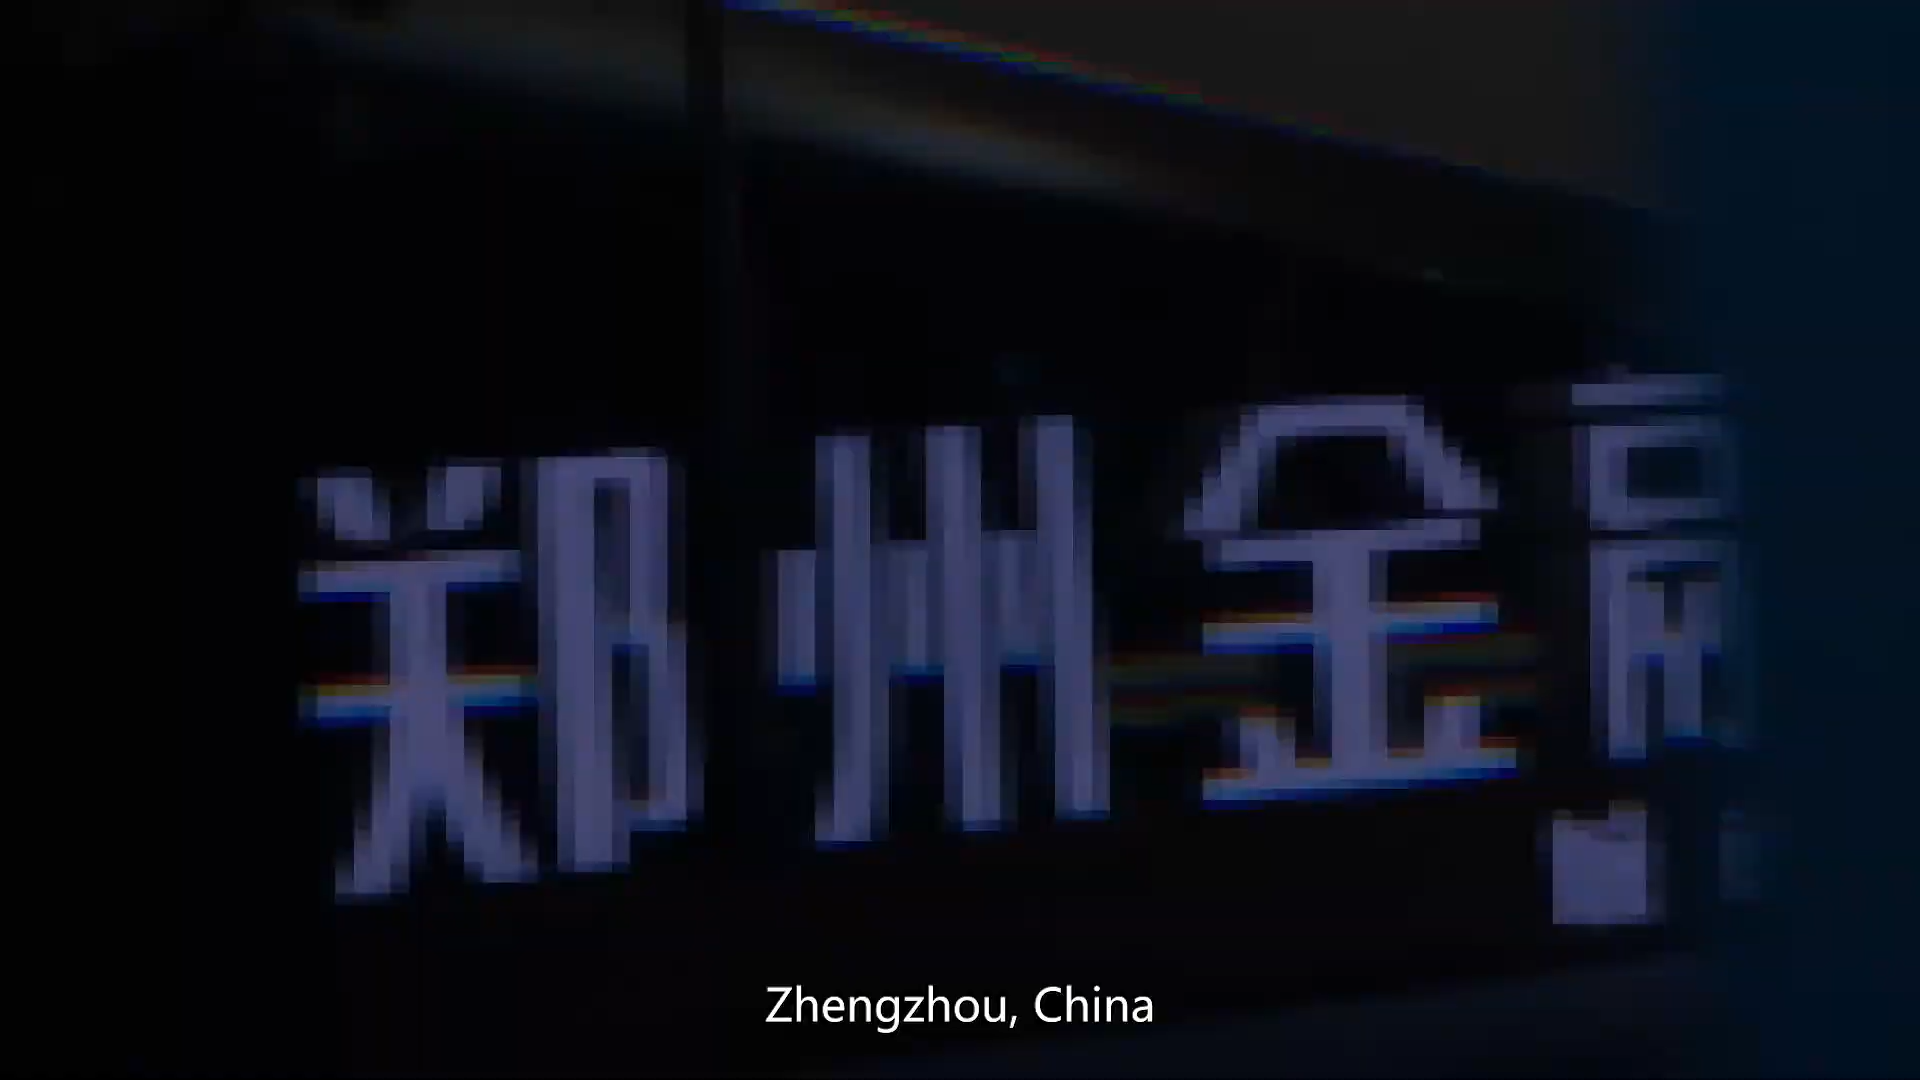 郑州金
Zhengzhou, China